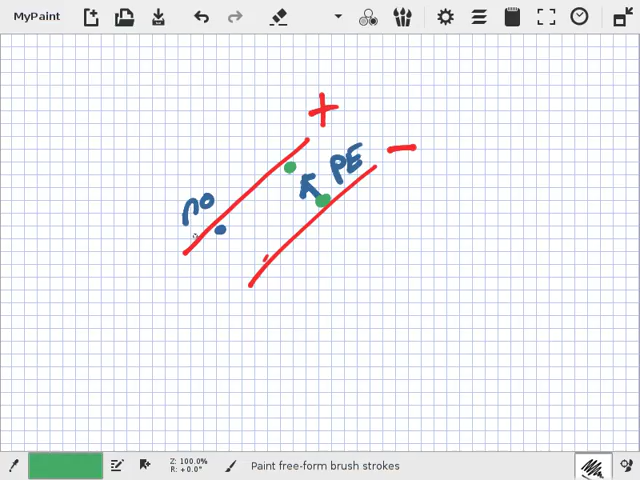 MyPaint
+
−
PE
no
Z: 100.0%
R: +0.0°
Paint free-form brush strokes